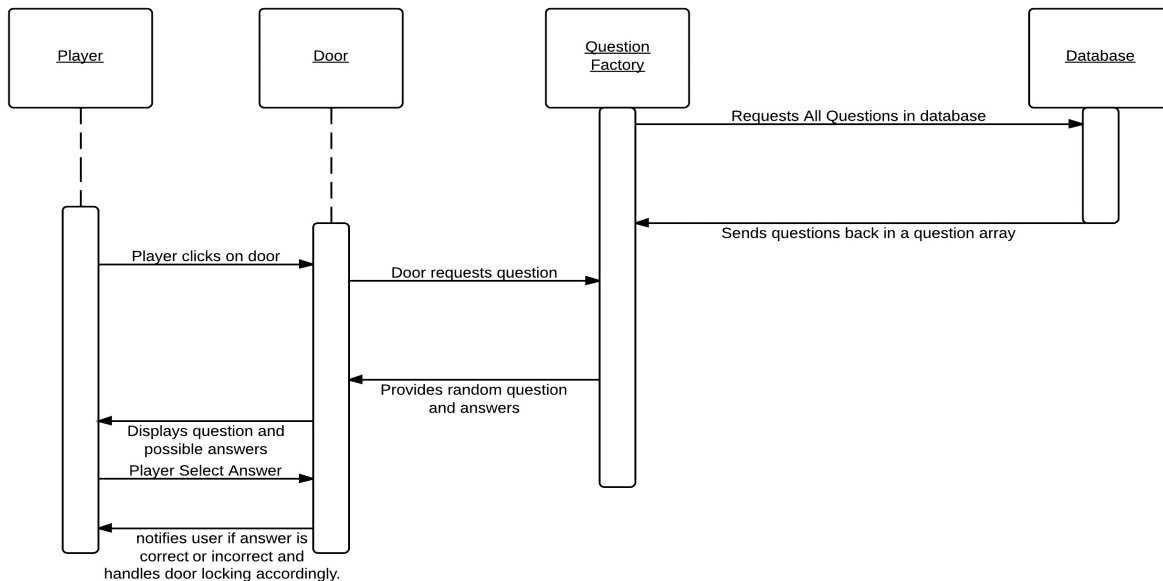 Player
Door
Question
Factory
Database
Requests All Questions in database
Sends questions back in a question array
Player clicks on door
Door requests question
Provides random question
and answers
Displays question and
possible answers
Player Select Answer
notifies user if answer is
correct or incorrect and
handles door locking accordingly.